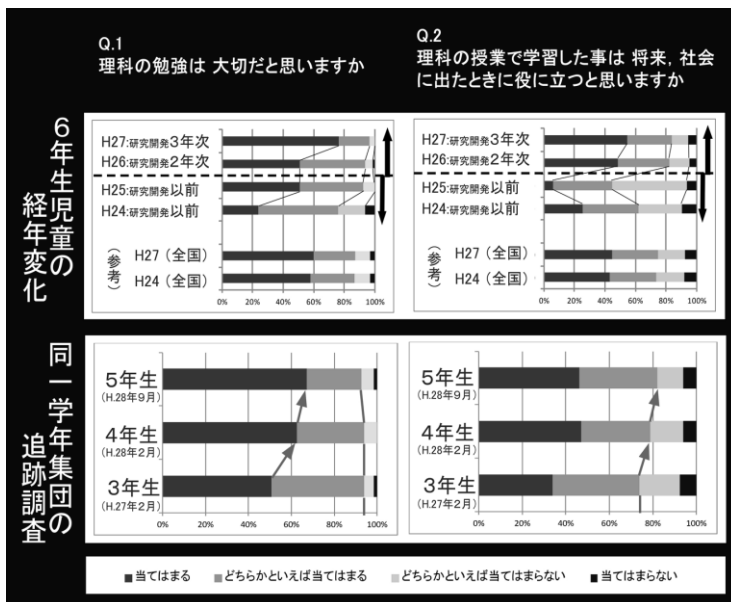 Q.1
理科の勉強は 大切だと思いますか
Q.2
理科の授業で学習した事は 将来，社会
に出たときに役に立つと思いますか
6年生児童の
経年変化
H27:研究開発3年次
H26:研究開発2年次
H25:研究開発以前
H24:研究開発以前
(参考)
H27 (全国)
H24 (全国)
0% 20% 40% 60% 80% 100%
H27:研究開発3年次
H26:研究開発2年次
H25:研究開発以前
H24:研究開発以前
(参考)
H27 (全国)
H24 (全国)
0% 20% 40% 60% 80% 100%
同一学年集団の
追跡調査
5年生
(H.28年9月)
4年生
(H.28年2月)
3年生
(H.27年2月)
0% 20% 40% 60% 80% 100%
5年生
(H.28年9月)
4年生
(H.28年2月)
3年生
(H.27年2月)
0% 20% 40% 60% 80% 100%
■当てはまる ■どちらかといえば当てはまる ■どちらかといえば当てはまらない ■当てはまらない